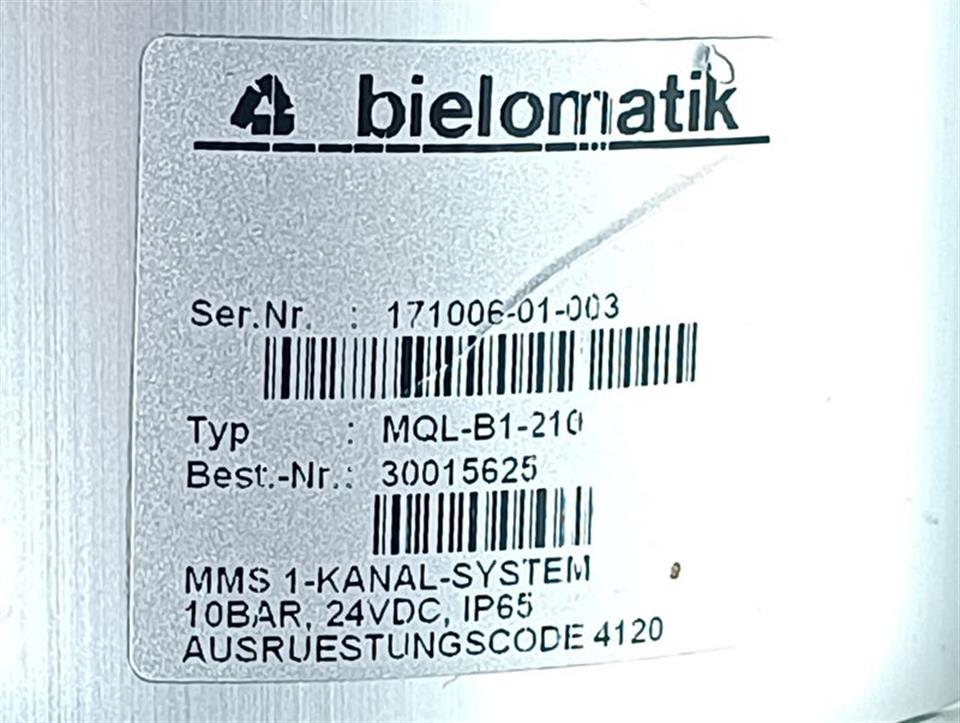 bielomatik
Ser.Nr. : 171006-01-003
Typ : MQL-B1-210
Best.-Nr.: 30015625
MMS 1-KANAL-SYSTEM
10BAR, 24VDC, IP65
AUSRUESTUNGSCODE 4120